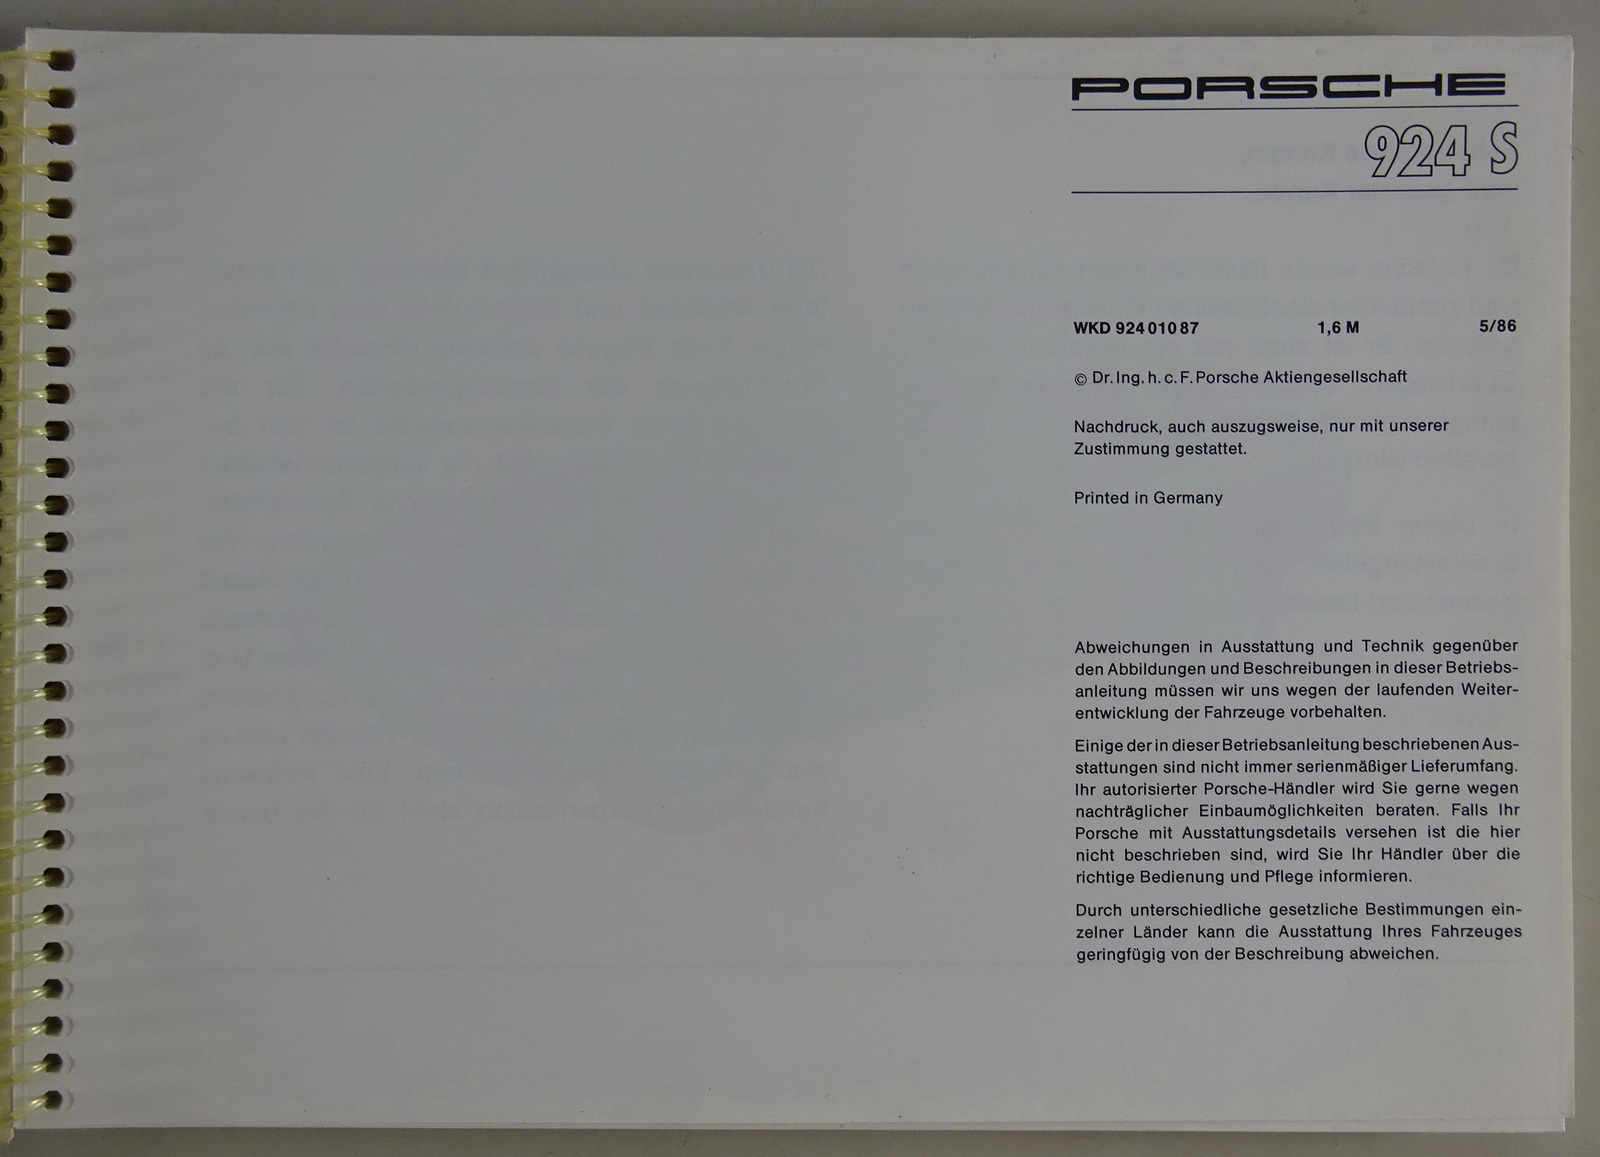 PORSCHE
924 S
WKD 924 010 87 1,6 M 5/86
© Dr. Ing. h. c. F. Porsche Aktiengesellschaft
Nachdruck, auch auszugsweise, nur mit unserer
Zustimmung gestattet.
Printed in Germany
Abweichungen in Ausstattung und Technik gegenüber
den Abbildungen und Beschreibungen in dieser Betriebs-
anleitung müssen wir uns wegen der laufenden Weiter-
entwicklung der Fahrzeuge vorbehalten.
Einige der in dieser Betriebsanleitung beschriebenen Aus-
stattungen sind nicht immer serienmäßiger Lieferumfang.
Ihr autorisierter Porsche-Händler wird Sie gerne wegen
nachträglicher Einbaumöglichkeiten beraten. Falls Ihr
Porsche mit Ausstattungsdetails versehen ist die hier
nicht beschrieben sind, wird Sie Ihr Händler über die
richtige Bedienung und Pflege informieren.
Durch unterschiedliche gesetzliche Bestimmungen ein-
zelner Länder kann die Ausstattung Ihres Fahrzeuges
geringfügig von der Beschreibung abweichen.